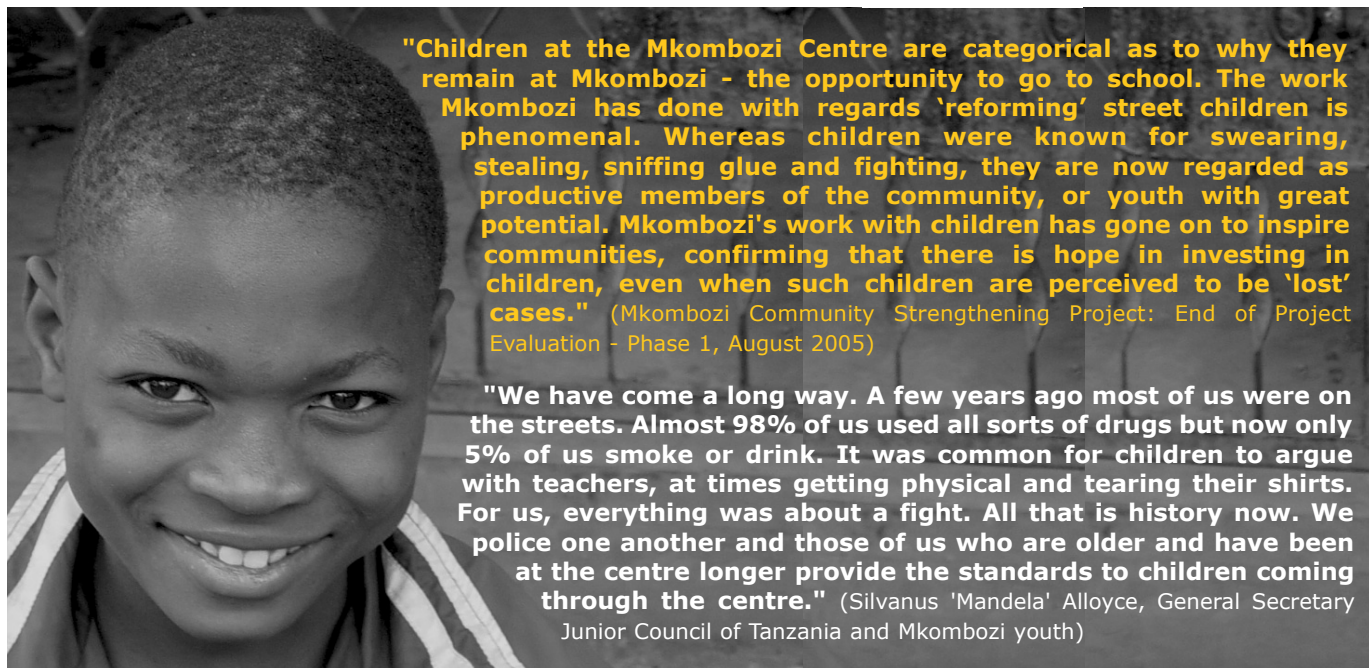 "Children at the Mkombozi Centre are categorical as to why they
remain at Mkombozi - the opportunity to go to school. The work
Mkombozi has done with regards ‘reforming’ street children is
phenomenal. Whereas children were known for swearing,
stealing, sniffing glue and fighting, they are now regarded as
productive members of the community, or youth with great
potential. Mkombozi's work with children has gone on to inspire
communities, confirming that there is hope in investing in
children, even when such children are perceived to be ‘lost’
cases." (Mkombozi Community Strengthening Project: End of Project
Evaluation - Phase 1, August 2005)
"We have come a long way. A few years ago most of us were on
the streets. Almost 98% of us used all sorts of drugs but now only
5% of us smoke or drink. It was common for children to argue
with teachers, at times getting physical and tearing their shirts.
For us, everything was about a fight. All that is history now. We
police one another and those of us who are older and have been
at the centre longer provide the standards to children coming
through the centre." (Silvanus 'Mandela' Alloyce, General Secretary
Junior Council of Tanzania and Mkombozi youth)